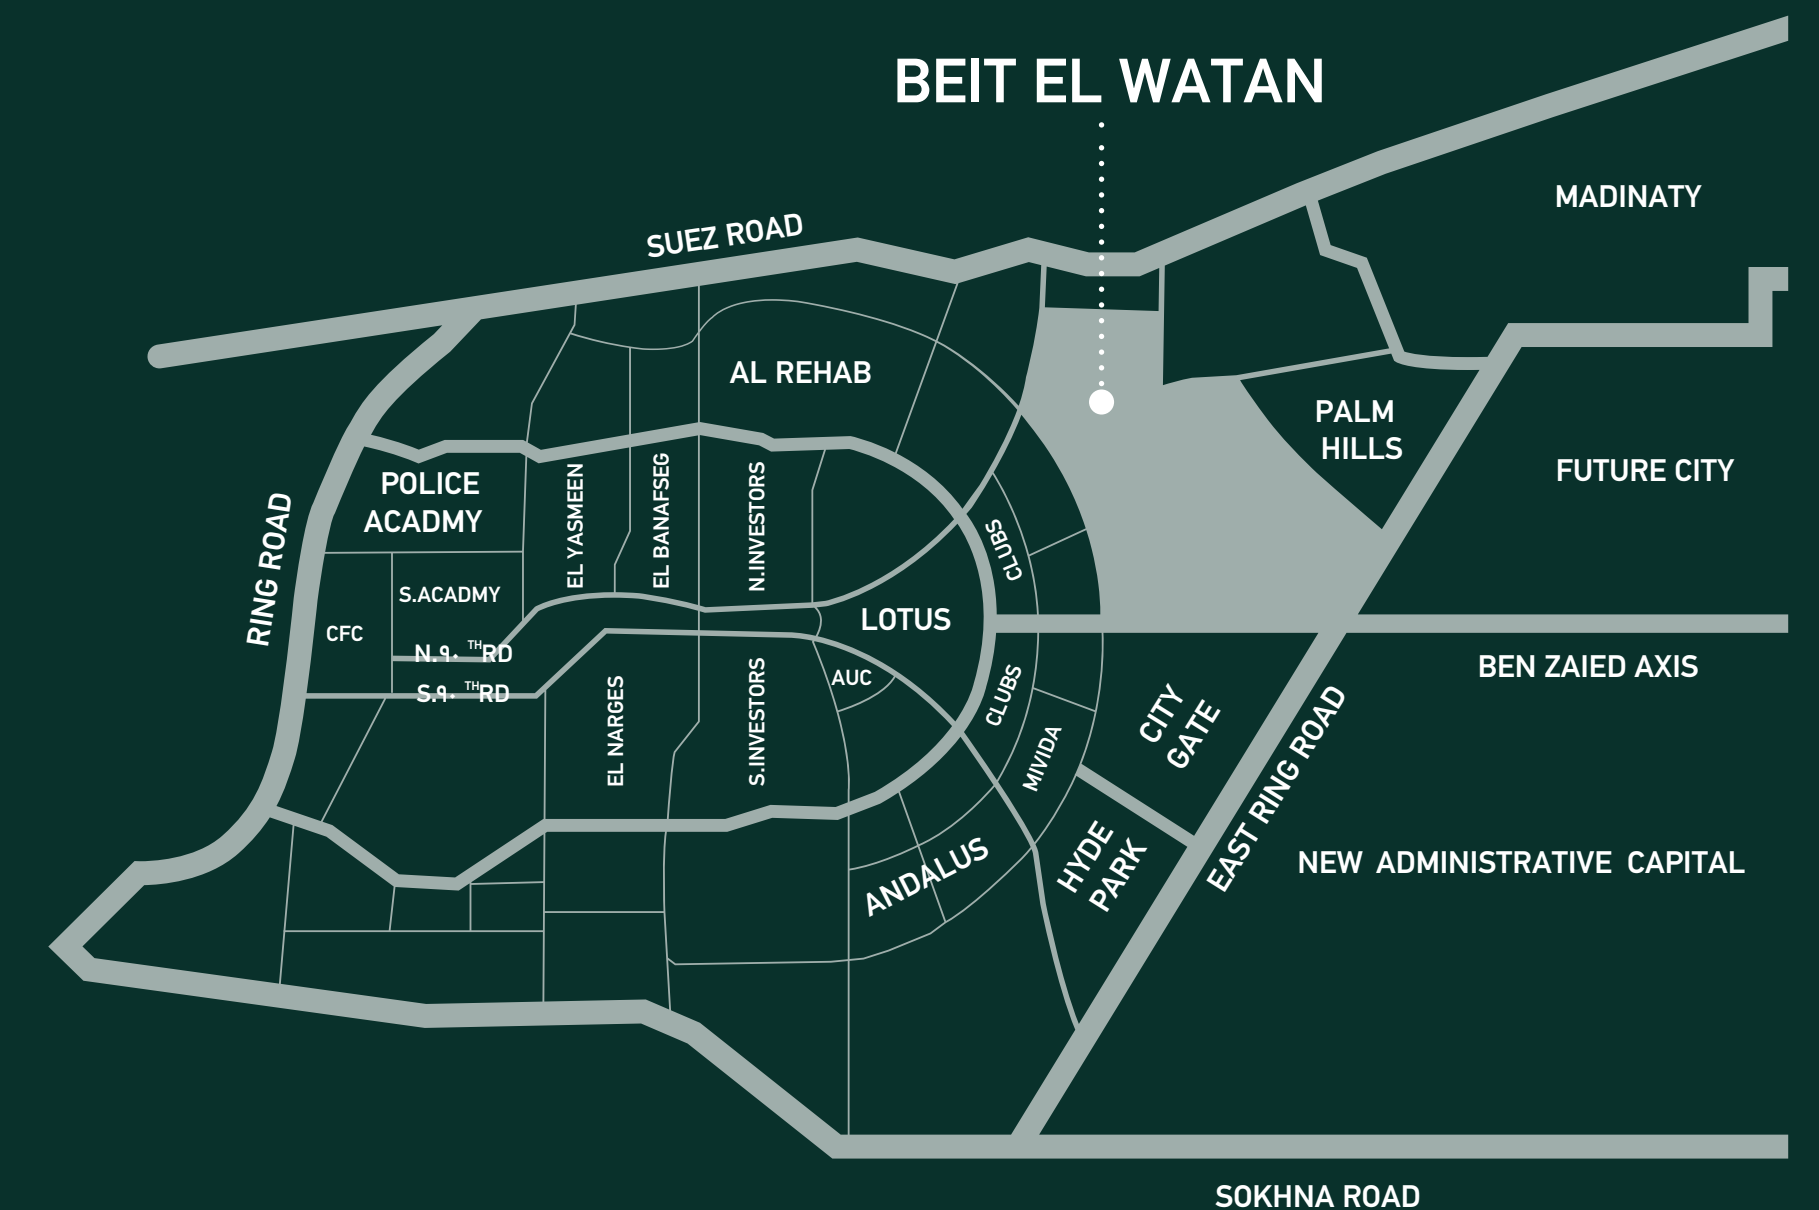 BEIT EL WATAN
MADINATY
SUEZ ROAD
AL REHAB
PALM
HILLS
FUTURE CITY
POLICE
ACADMY
EL YASMEEN
EL BANAFSEG
N.INVESTORS
CLUBS
RING ROAD
S.ACADMY
CFC
LOTUS
N.٩٠ TH RD
S.٩٠ TH RD
AUC
BEN ZAIED AXIS
EL NARGES
S.INVESTORS
CLUBS
MIVIDA
CITY
GATE
EAST RING ROAD
HYDE
PARK
ANDALUS
NEW ADMINISTRATIVE CAPITAL
SOKHNA ROAD